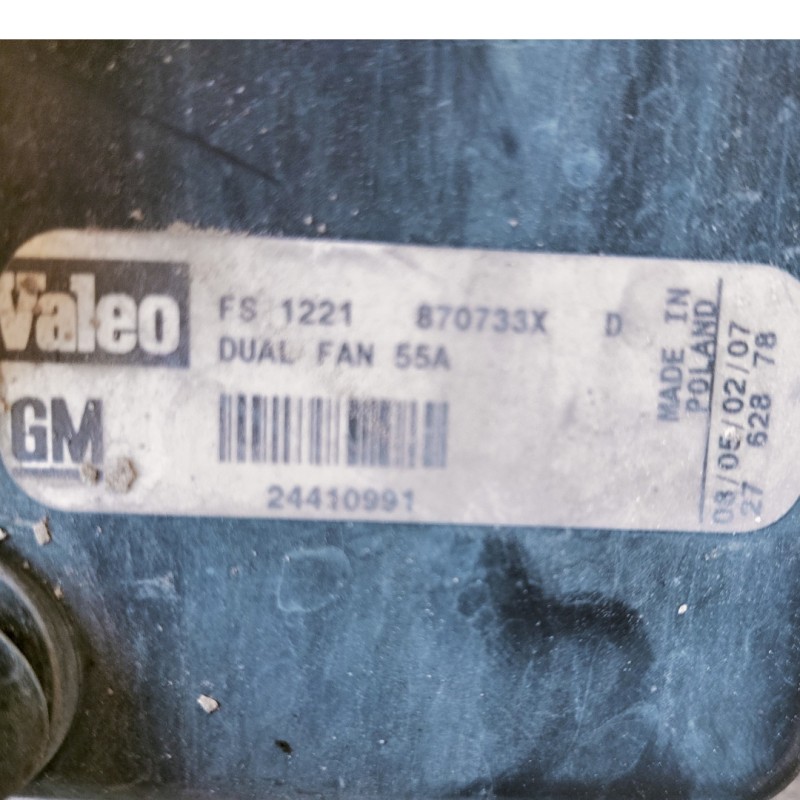 Valeo
FS 1221 870733X D
DUAL FAN 55A
GM
24410991
MADE IN
POLAND
03/05/02/07
27 628 78